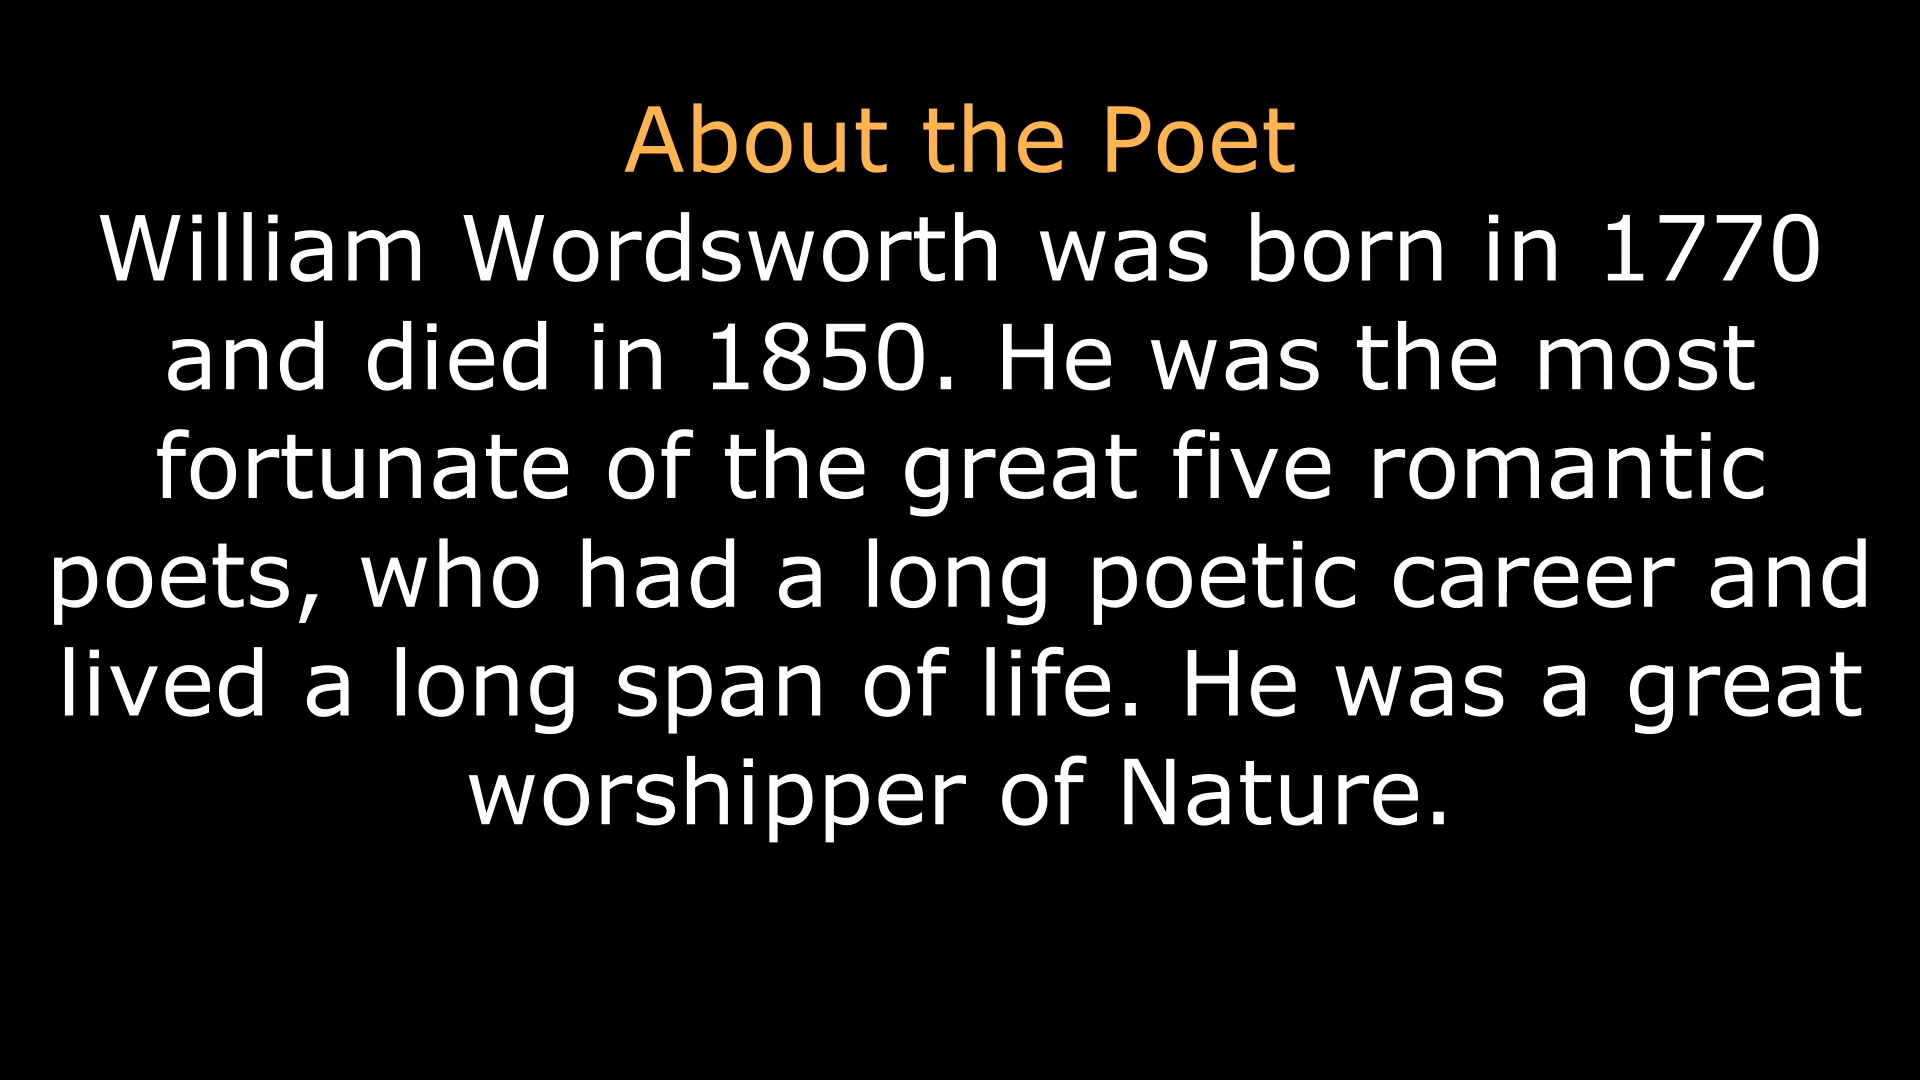 About the Poet
William Wordsworth was born in 1770
and died in 1850. He was the most
fortunate of the great five romantic
poets, who had a long poetic career and
lived a long span of life. He was a great
worshipper of Nature.